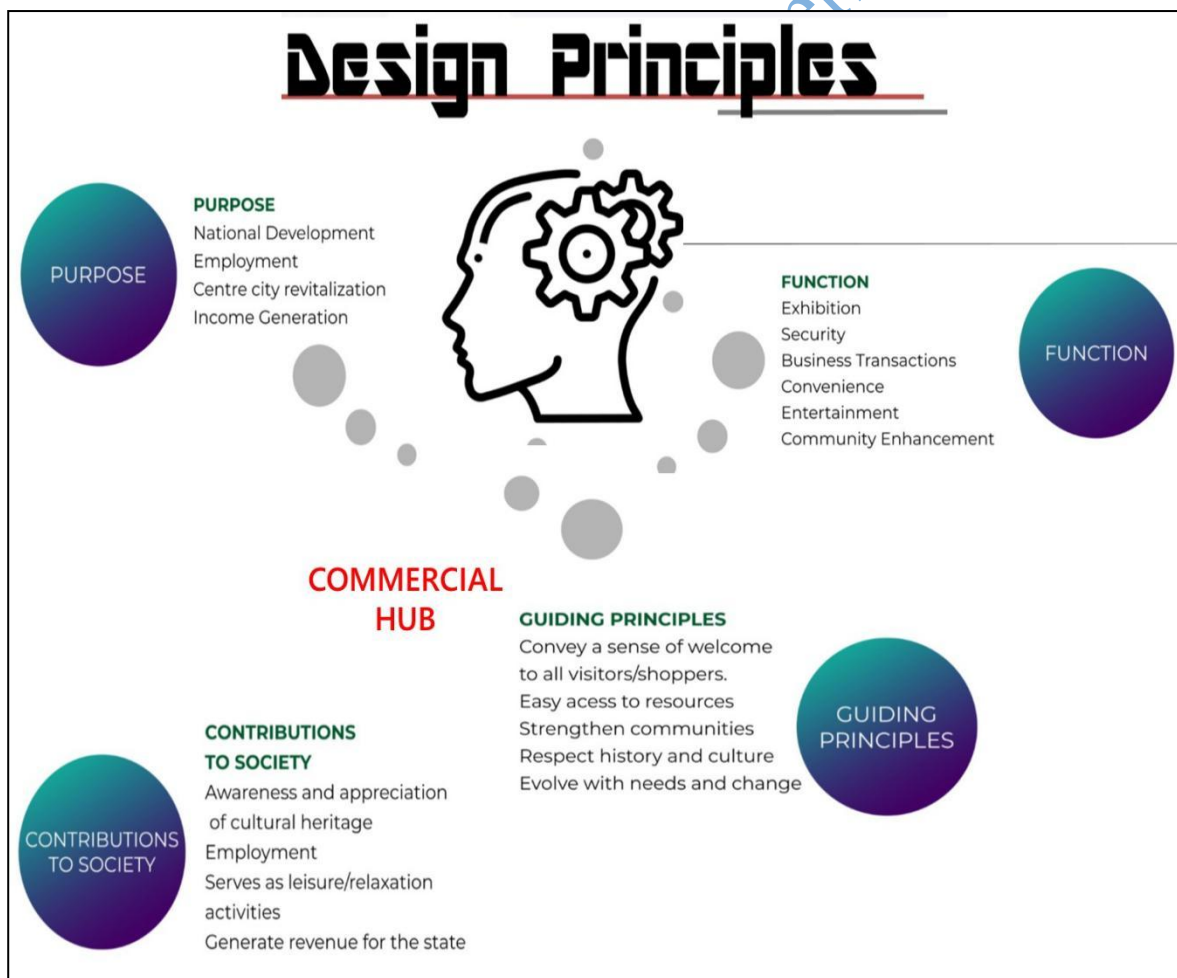 Design Principles
PURPOSE
PURPOSE
National Development
Employment
Centre city revitalization
Income Generation
FUNCTION
Exhibition
Security
Business Transactions
Convenience
Entertainment
Community Enhancement
FUNCTION
COMMERCIAL
HUB
GUIDING PRINCIPLES
Convey a sense of welcome
to all visitors/shoppers.
Easy acess to resources
Strengthen communities
Respect history and culture
Evolve with needs and change
GUIDING
PRINCIPLES
CONTRIBUTIONS
TO SOCIETY
CONTRIBUTIONS
TO SOCIETY
Awareness and appreciation
of cultural heritage
Employment
Serves as leisure/relaxation
activities
Generate revenue for the state